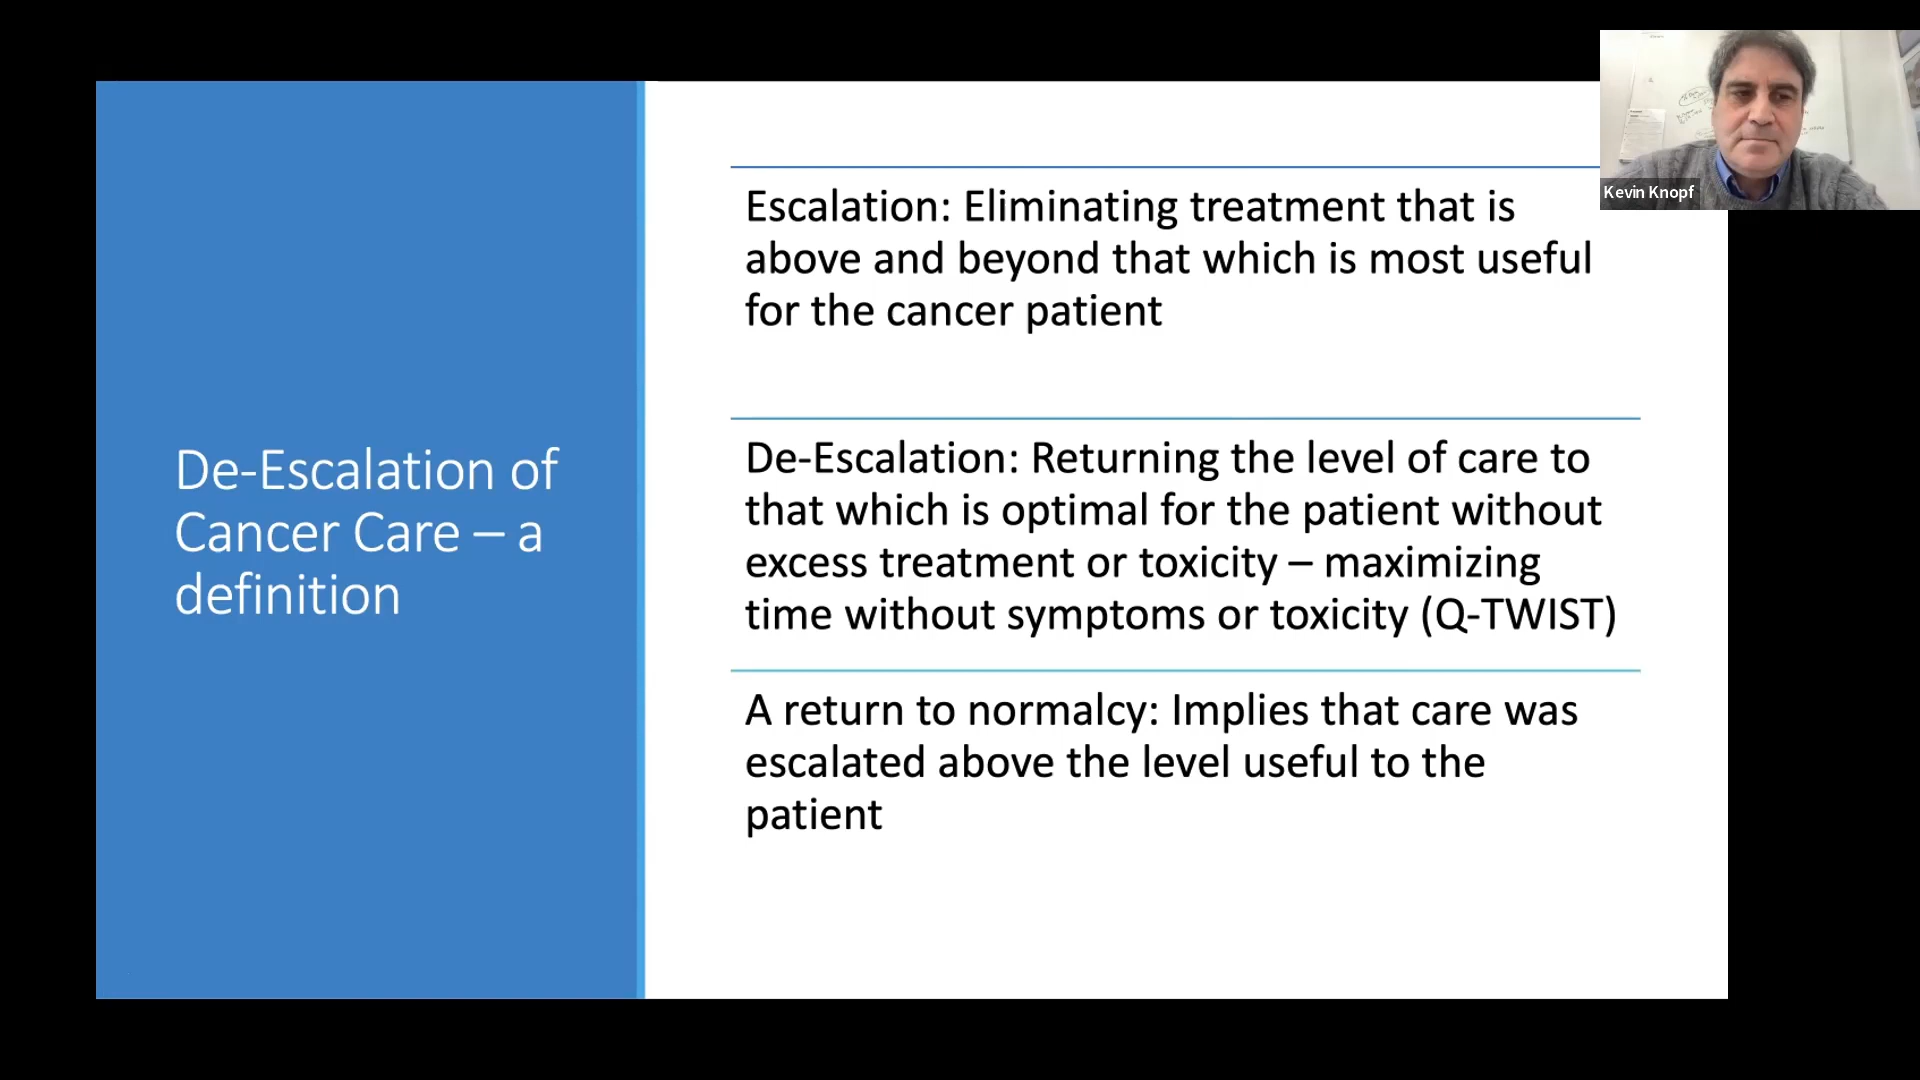 De-Escalation of
Cancer Care – a
definition
Escalation: Eliminating treatment that is
above and beyond that which is most useful
for the cancer patient
De-Escalation: Returning the level of care to
that which is optimal for the patient without
excess treatment or toxicity – maximizing
time without symptoms or toxicity (Q-TWIST)
A return to normalcy: Implies that care was
escalated above the level useful to the
patient
Kevin Knopf